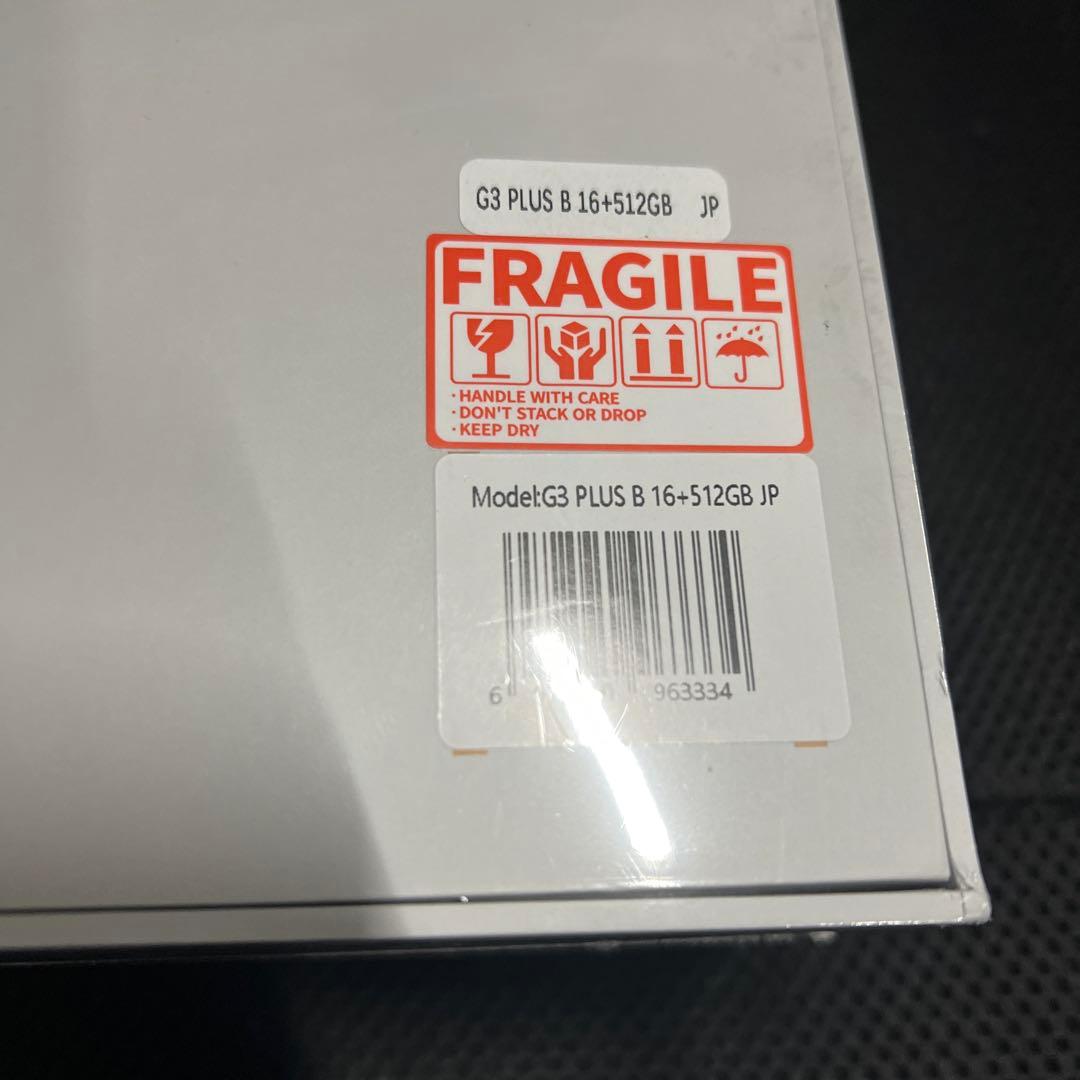 G3 PLUS B 16+512GB JP
FRAGILE
· HANDLE WITH CARE
· DON'T STACK OR DROP
· KEEP DRY
Model:G3 PLUS B 16+512GB JP
6 963334